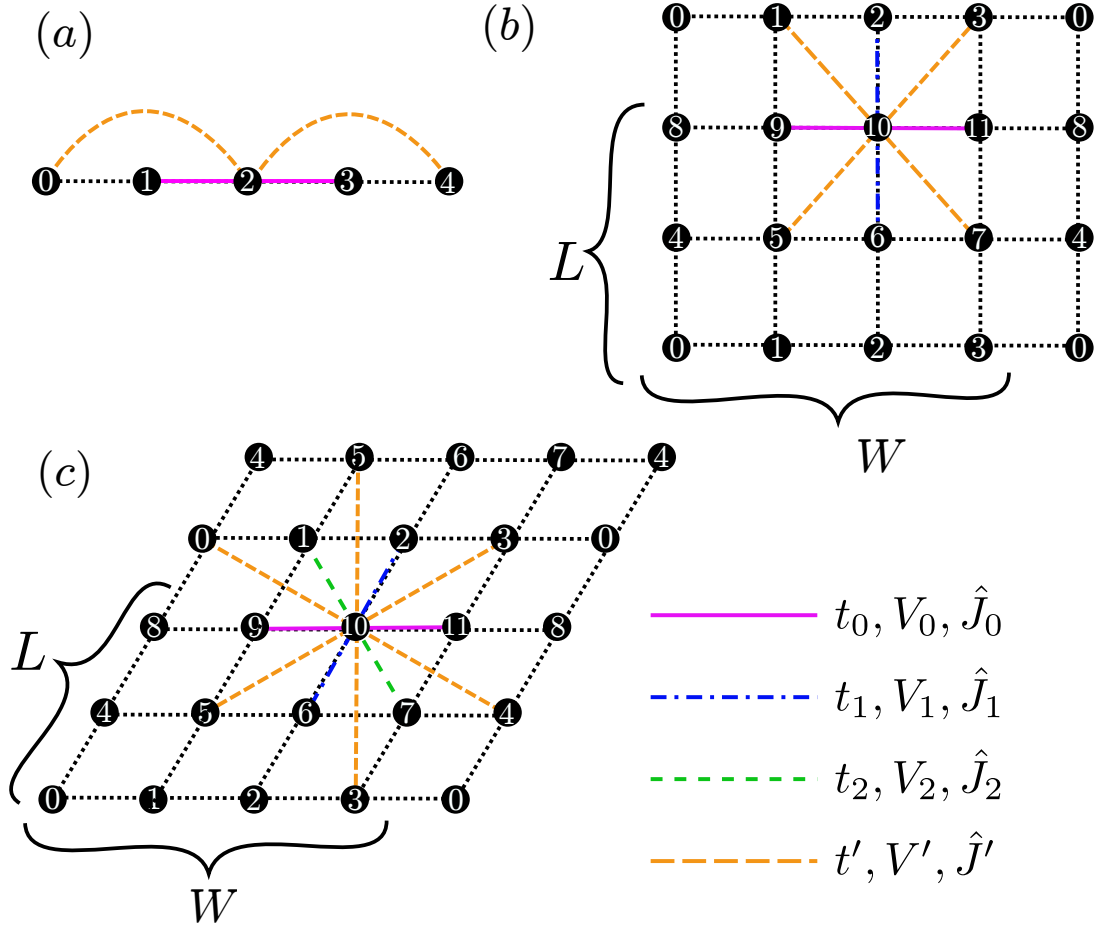 (a)
0 1 2 3 4
(b)
0 1 2 3 0
8 9 10 11 8
4 5 6 7 4
0 1 2 3 0
L
W
(c)
4 5 6 7 4
0 1 2 3 0
8 9 10 11 8
4 5 6 7 4
0 1 2 3 0
L
W
t₀, V₀, Ĵ₀
t₁, V₁, Ĵ₁
t₂, V₂, Ĵ₂
t′, V′, Ĵ′